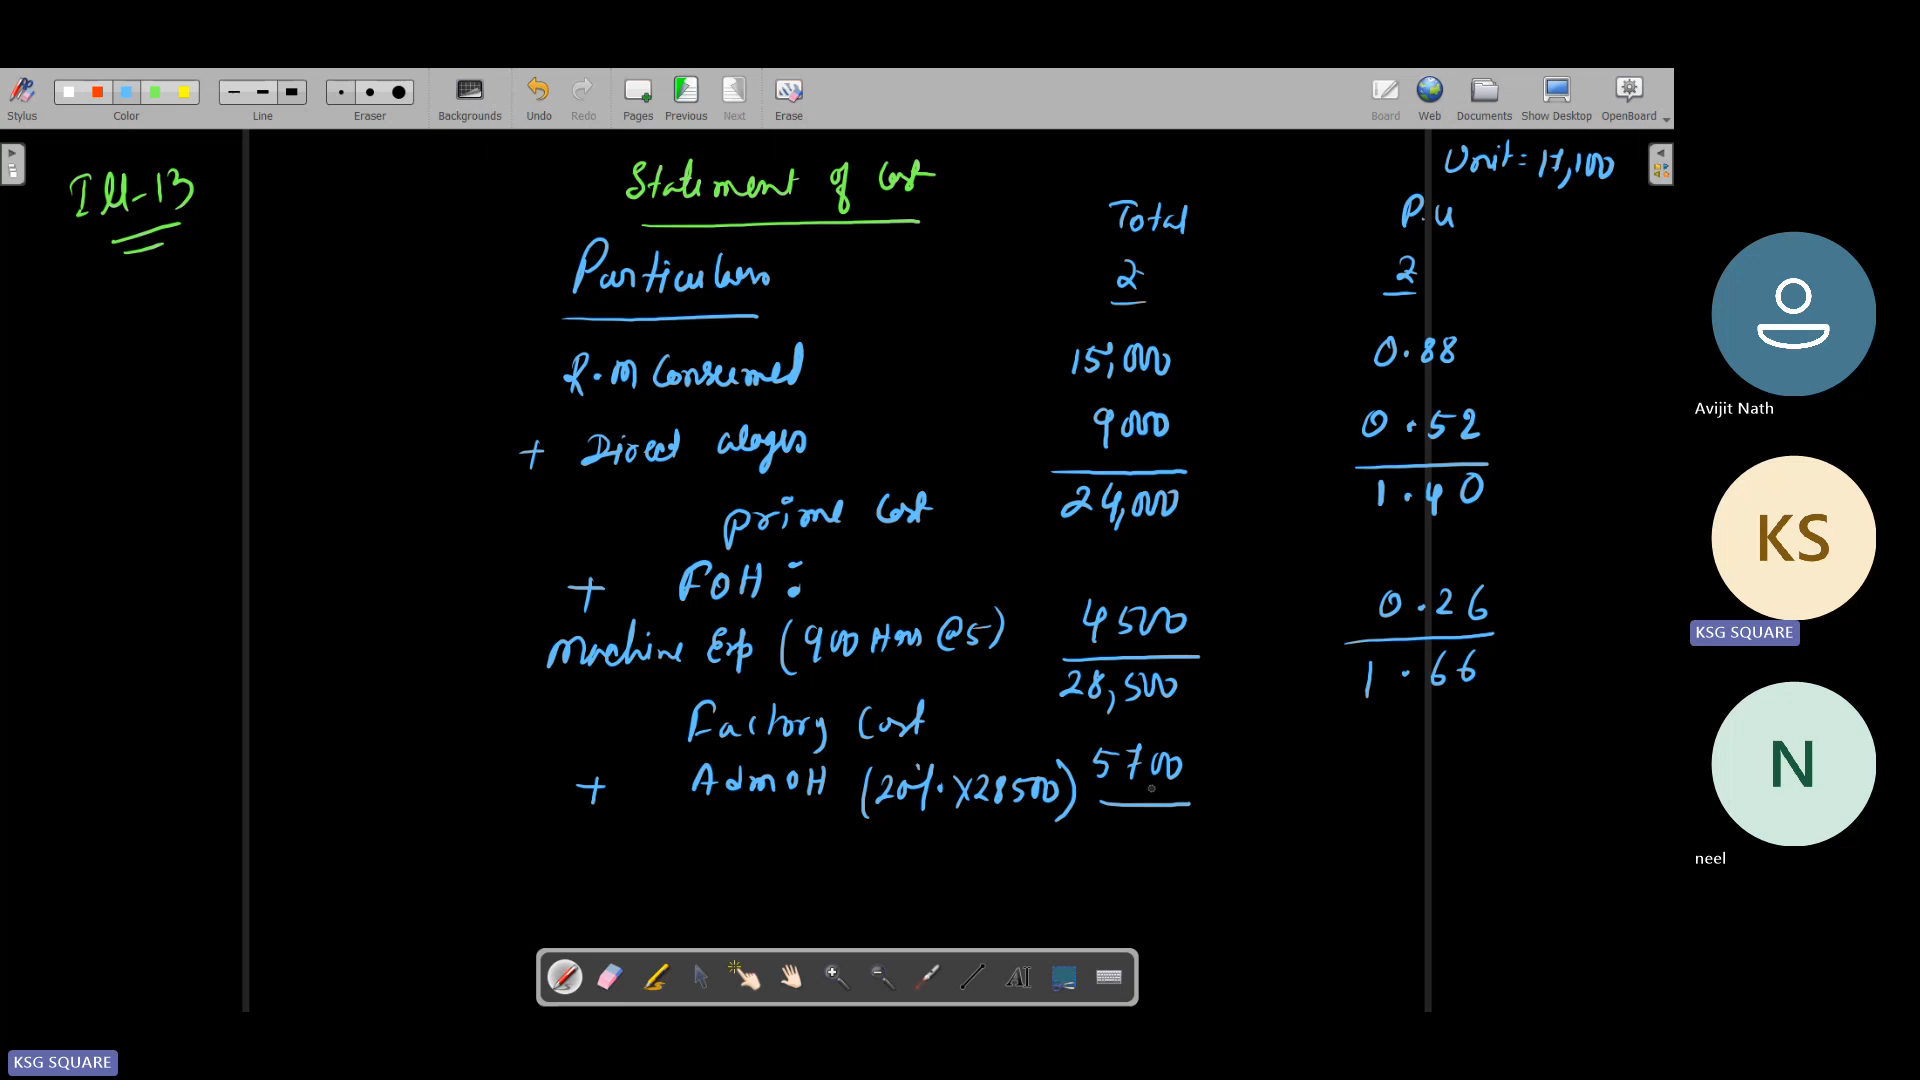 Stylus Color Line Eraser Backgrounds Undo Redo Pages Previous Next Erase Board Web Documents Show Desktop OpenBoard
Ill-13
Statement of Cost
Unit = 17,100
Particulars Total P.U
R.M Consumed 15,000 0.88
+ Direct wages 9000 0.52
prime Cost 24,000 1.40
+ FOH :
Machine Exp (900 Hrs @5) 4500 0.26
28,500 1.66
Factory Cost
+ Adm OH (20% X 28500) 5700
Avijit Nath
KS
KSG SQUARE
N
neel
AI
KSG SQUARE